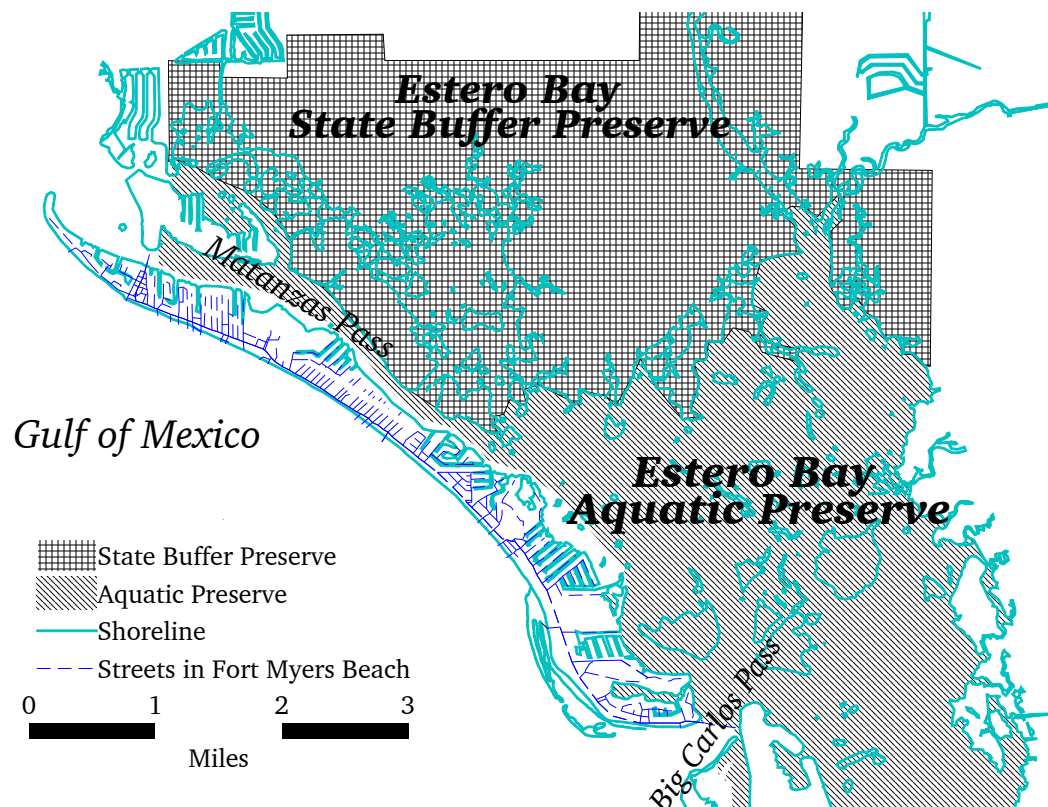 Estero Bay
State Buffer Preserve
Matanzas Pass
Gulf of Mexico
Estero Bay
Aquatic Preserve
State Buffer Preserve
Aquatic Preserve
Shoreline
Streets in Fort Myers Beach
0 1 2 3
Miles
Big Carlos Pass